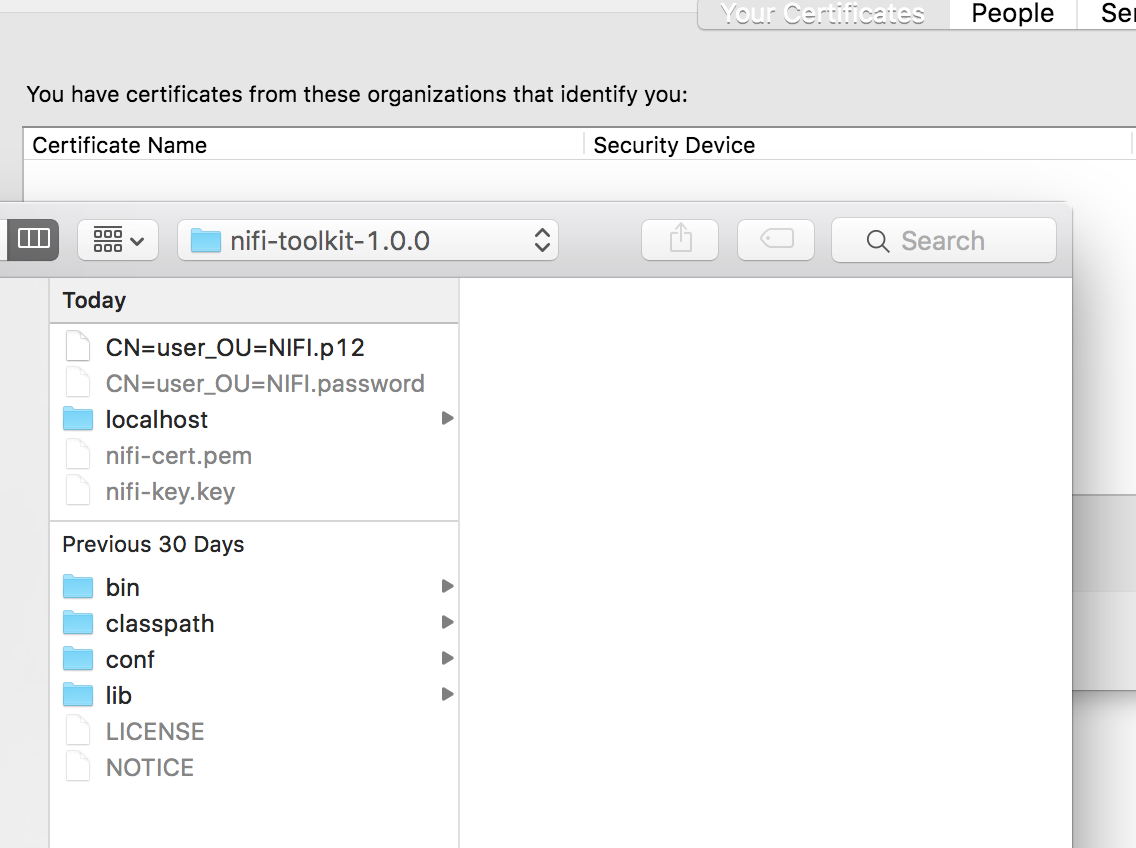 Your Certificates People
You have certificates from these organizations that identify you:
Certificate Name Security Device
nifi-toolkit-1.0.0 Search
Today
CN=user_OU=NIFI.p12
CN=user_OU=NIFI.password
localhost
nifi-cert.pem
nifi-key.key
Previous 30 Days
bin
classpath
conf
lib
LICENSE
NOTICE